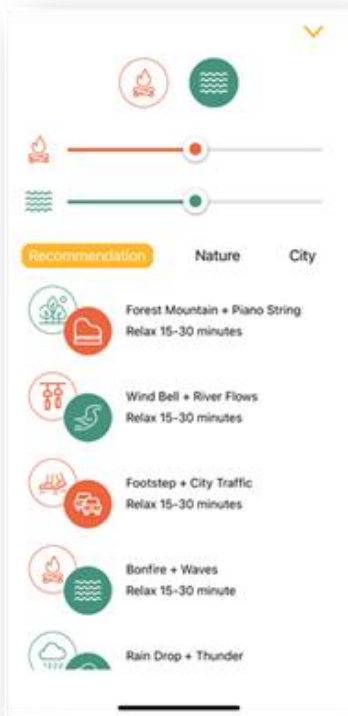 Recommendation Nature City
Forest Mountain + Piano String
Relax 15-30 minutes
Wind Bell + River Flows
Relax 15-30 minutes
Footstep + City Traffic
Relax 15-30 minutes
Bonfire + Waves
Relax 15-30 minute
Rain Drop + Thunder